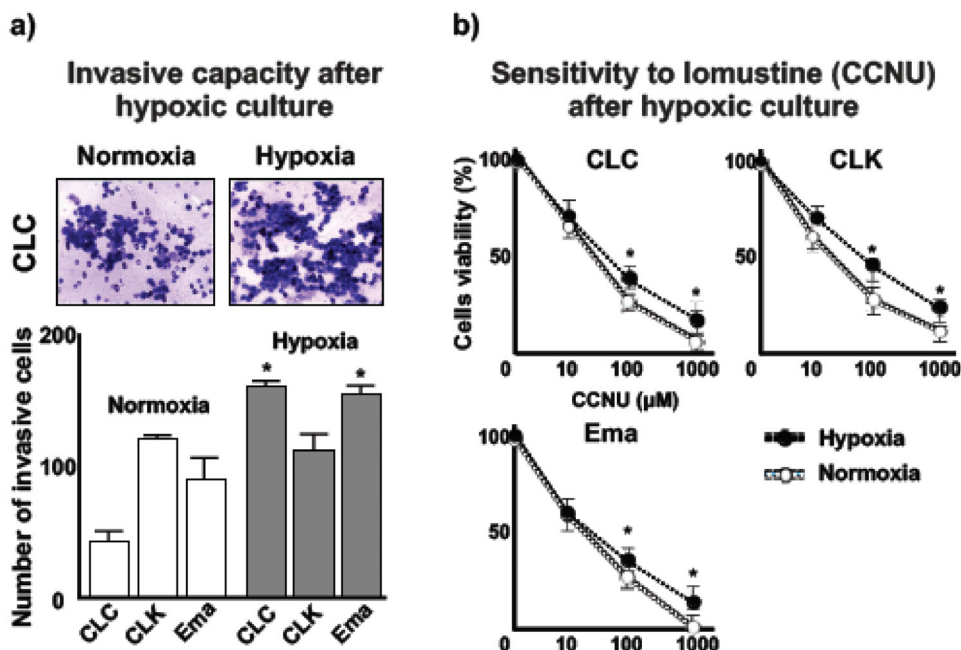 a)
Invasive capacity after
hypoxic culture
Normoxia Hypoxia
CLC
Number of invasive cells
200
100
0
Normoxia
Hypoxia
* *
CLC CLK Ema CLC CLK Ema
b)
Sensitivity to lomustine (CCNU)
after hypoxic culture
Cells viability (%)
CLC
100
50
* *
0 10 100 1000
CCNU (µM)
CLK
100
50
* *
0 10 100 1000
Ema
100
50
* *
0 10 100 1000
Hypoxia
Normoxia